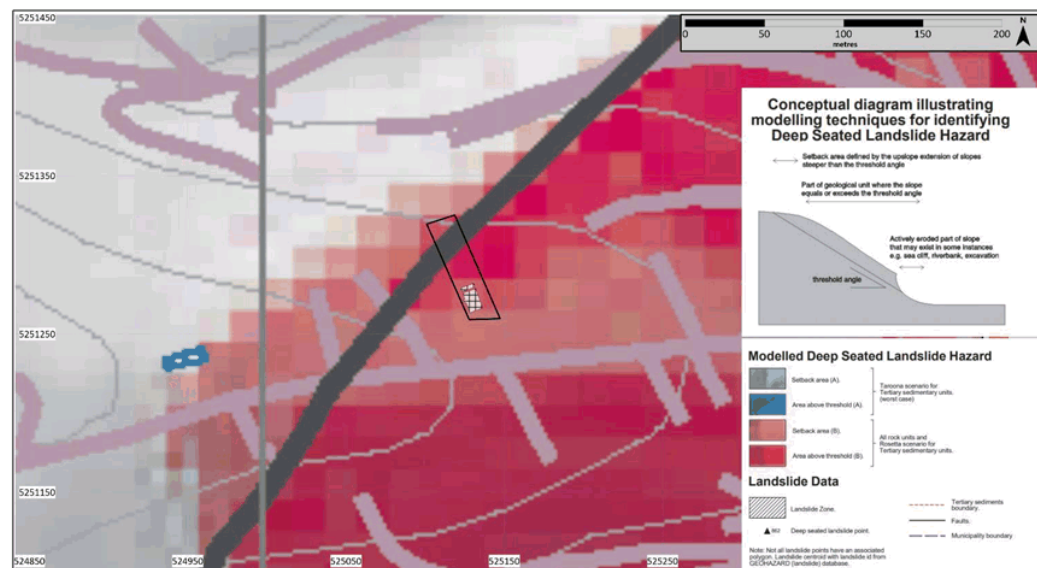 5251450
0 50 100 150 200
metres
N
5251350
5251250
5251150
524850 524950 525050 525150 525250
Conceptual diagram illustrating
modelling techniques for identifying
Deep Seated Landslide Hazard
Setback area defined by the upslope extension of slopes
steeper than the threshold angle
Part of geological unit where the slope
equals or exceeds the threshold angle
Actively eroded part of slope
that may exist in some instances
e.g. sea cliff, riverbank, excavation
threshold angle
Modelled Deep Seated Landslide Hazard
Setback area (A).
Area above threshold (A).
Taroona scenario for
Tertiary sedimentary units.
(worst case)
Setback area (B).
Area above threshold (B).
All rock units and
Rosetta scenario for
Tertiary sedimentary units.
Landslide Data
Landslide Zone.
863 Deep seated landslide point.
Tertiary sediments
boundary.
Faults.
Municipality boundary
Note: Not all landslide points have an associated
polygon. Landslide centroid with landslide id from
GEOHAZARD (landslide) database.